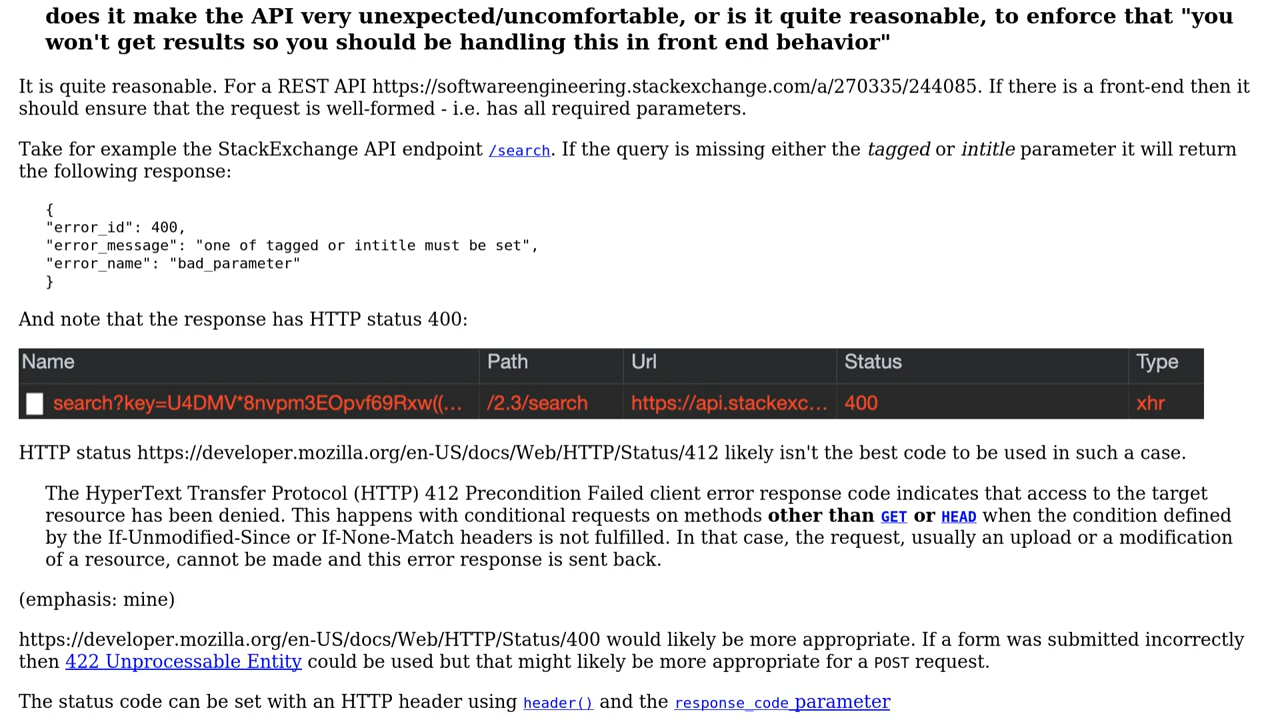 does it make the API very unexpected/uncomfortable, or is it quite reasonable, to enforce that "you
won't get results so you should be handling this in front end behavior"
It is quite reasonable. For a REST API https://softwareengineering.stackexchange.com/a/270335/244085. If there is a front-end then it
should ensure that the request is well-formed - i.e. has all required parameters.
Take for example the StackExchange API endpoint /search. If the query is missing either the tagged or intitle parameter it will return
the following response:
{
"error_id": 400,
"error_message": "one of tagged or intitle must be set",
"error_name": "bad_parameter"
}
And note that the response has HTTP status 400:
Name Path Url Status Type
search?key=U4DMV*8nvpm3EOpvf69Rxw((... /2.3/search https://api.stackexc... 400 xhr
HTTP status https://developer.mozilla.org/en-US/docs/Web/HTTP/Status/412 likely isn't the best code to be used in such a case.
The HyperText Transfer Protocol (HTTP) 412 Precondition Failed client error response code indicates that access to the target
resource has been denied. This happens with conditional requests on methods other than GET or HEAD when the condition defined
by the If-Unmodified-Since or If-None-Match headers is not fulfilled. In that case, the request, usually an upload or a modification
of a resource, cannot be made and this error response is sent back.
(emphasis: mine)
https://developer.mozilla.org/en-US/docs/Web/HTTP/Status/400 would likely be more appropriate. If a form was submitted incorrectly
then 422 Unprocessable Entity could be used but that might likely be more appropriate for a POST request.
The status code can be set with an HTTP header using header() and the response_code parameter